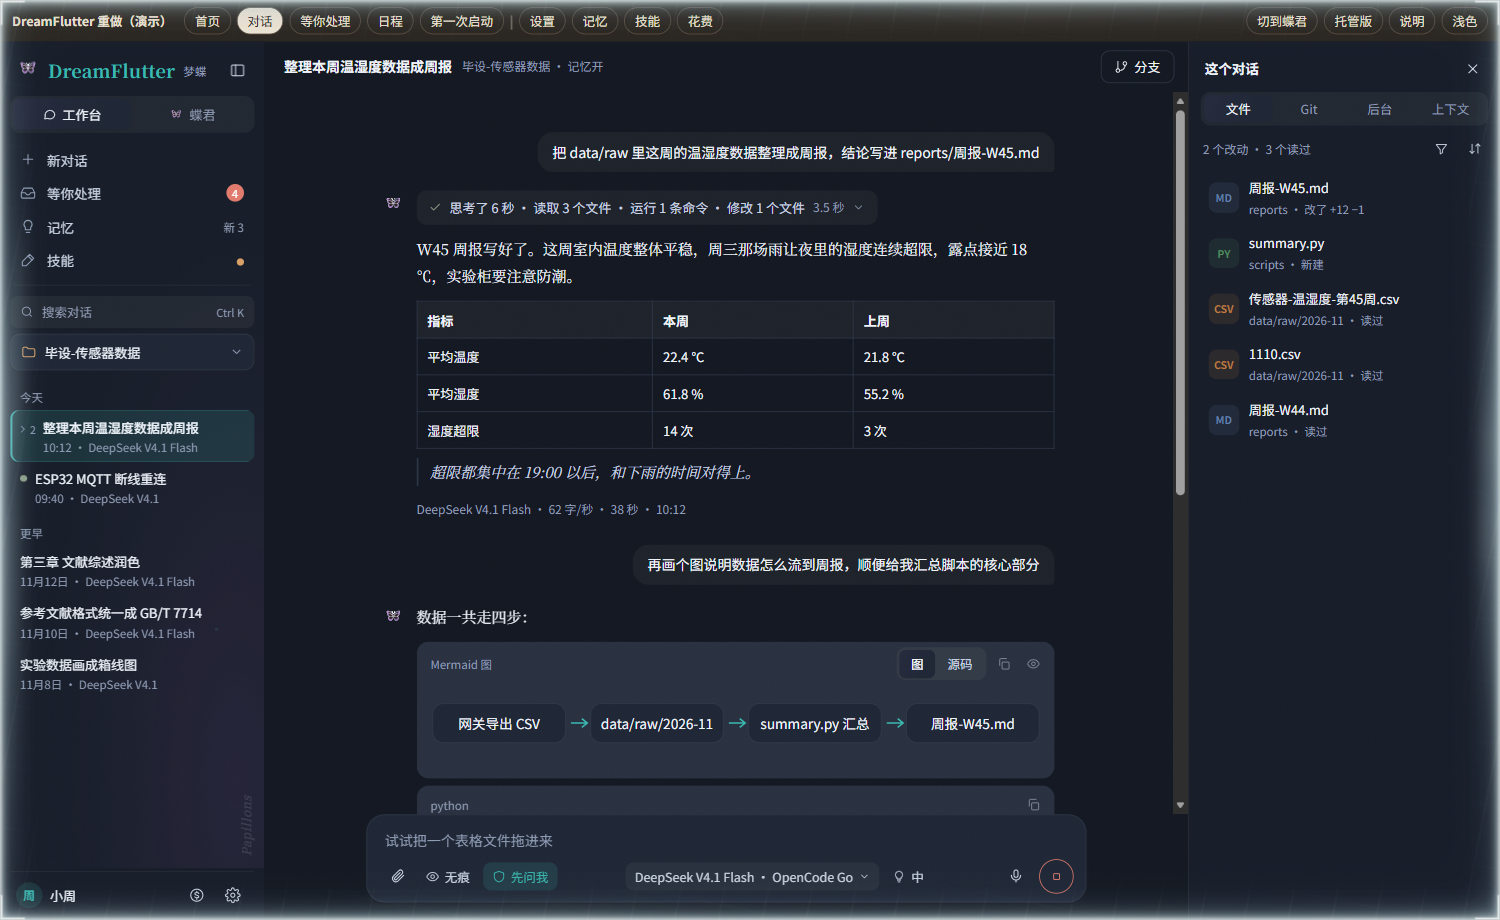 DreamFlutter 重做（演示） 首页 对话 等你处理 日程 第一次启动 | 设置 记忆 技能 花费 切到蝶君 托管版 说明 浅色
DreamFlutter 梦蝶
工作台 蝶君
新对话
等你处理 4
记忆 新 3
技能
搜索对话 Ctrl K
毕设-传感器数据
今天
2 整理本周温湿度数据成周报
10:12 • DeepSeek V4.1 Flash
ESP32 MQTT 断线重连
09:40 • DeepSeek V4.1
更早
第三章 文献综述润色
11月12日 • DeepSeek V4.1 Flash
参考文献格式统一成 GB/T 7714
11月10日 • DeepSeek V4.1 Flash
实验数据画成箱线图
11月8日 • DeepSeek V4.1
Papillons
周 小周
整理本周温湿度数据成周报 毕设-传感器数据 • 记忆开
分支
把 data/raw 里这周的温湿度数据整理成周报，结论写进 reports/周报-W45.md
思考了 6 秒 • 读取 3 个文件 • 运行 1 条命令 • 修改 1 个文件 3.5 秒
W45 周报写好了。这周室内温度整体平稳，周三那场雨让夜里的湿度连续超限，露点接近 18
℃，实验柜要注意防潮。
指标 本周 上周
平均温度 22.4 ℃ 21.8 ℃
平均湿度 61.8 % 55.2 %
湿度超限 14 次 3 次
超限都集中在 19:00 以后，和下雨的时间对得上。
DeepSeek V4.1 Flash • 62 字/秒 • 38 秒 • 10:12
再画个图说明数据怎么流到周报，顺便给我汇总脚本的核心部分
数据一共走四步：
Mermaid 图 图 源码
网关导出 CSV data/raw/2026-11 summary.py 汇总 周报-W45.md
python
试试把一个表格文件拖进来
无痕 先问我 DeepSeek V4.1 Flash • OpenCode Go 中
这个对话
文件 Git 后台 上下文
2 个改动 • 3 个读过
MD 周报-W45.md
reports • 改了 +12 −1
PY summary.py
scripts • 新建
CSV 传感器-温湿度-第45周.csv
data/raw/2026-11 • 读过
CSV 1110.csv
data/raw/2026-11 • 读过
MD 周报-W44.md
reports • 读过